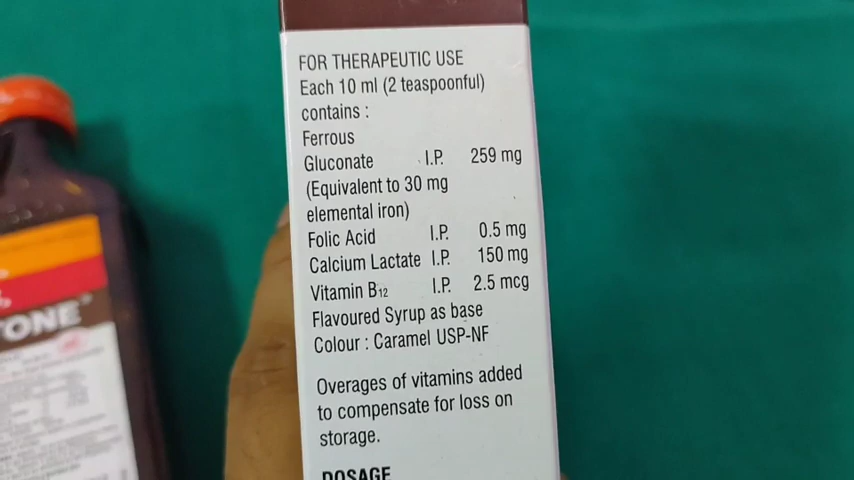 FOR THERAPEUTIC USE
Each 10 ml (2 teaspoonful)
contains :
Ferrous
Gluconate I.P. 259 mg
(Equivalent to 30 mg
elemental iron)
Folic Acid I.P. 0.5 mg
Calcium Lactate I.P. 150 mg
Vitamin B12 I.P. 2.5 mcg
Flavoured Syrup as base
Colour : Caramel USP-NF
Overages of vitamins added
to compensate for loss on
storage.
DOSAGE
TONE